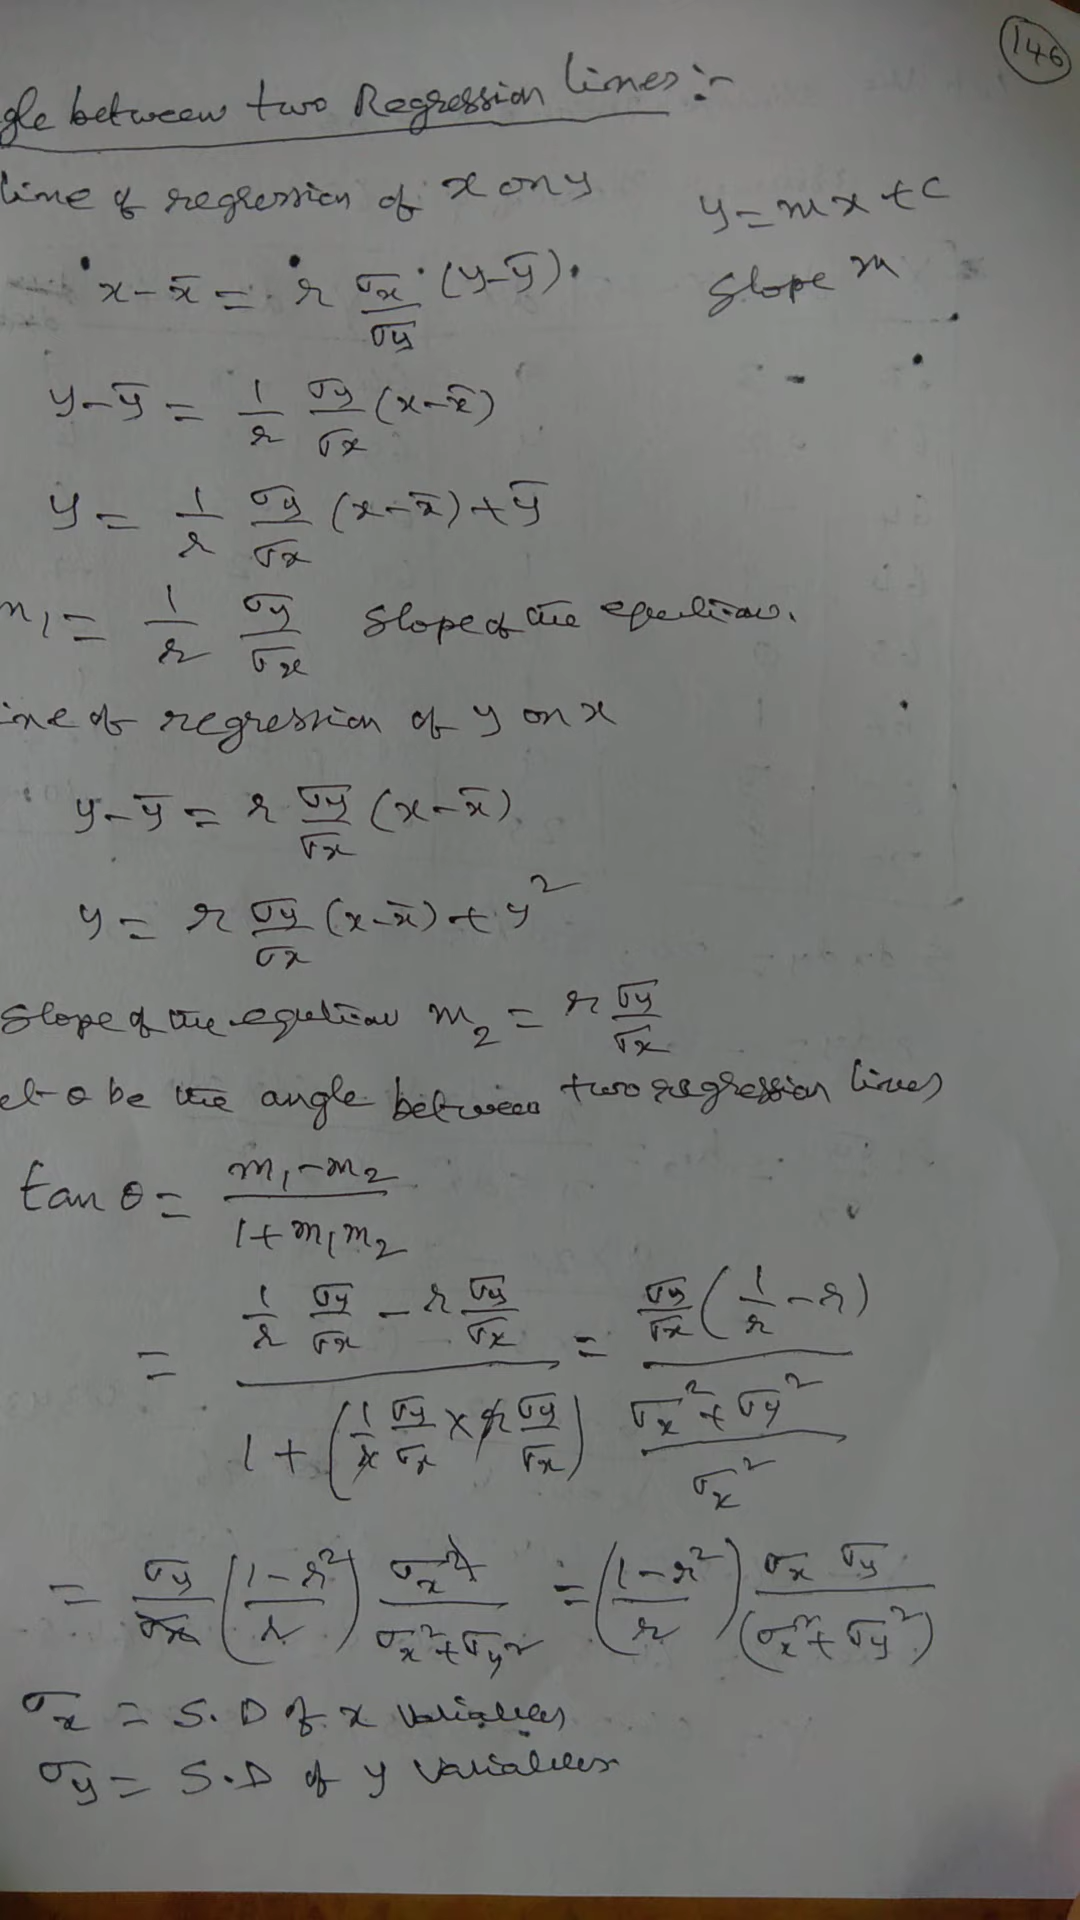 146
gle between two Regression lines:-
line of regression of x on y
y = mx + c
x - x̄ = r σx/σy (y - ȳ)
slope m
y - ȳ = 1/r σy/σx (x - x̄)
y = 1/r σy/σx (x - x̄) + ȳ
m1 = 1/r σy/σx slope of the equation.
ine of regression of y on x
y - ȳ = r σy/σx (x - x̄)
y = r σy/σx (x - x̄) + y²
slope of the equation m2 = r σy/σx
et θ be the angle between two regression lines
tan θ = (m1 - m2)/(1 + m1 m2)
= (1/r σy/σx - r σy/σx)/(1 + (1/r σy/σx × r σy/σx)) = (σy/σx (1/r - r))/((σx² + σy²)/σx²)
= σy/σx ((1 - r²)/r) σx²/(σx² + σy²) = ((1 - r²)/r) σx σy/(σx² + σy²)
σx = S.D of x variables
σy = S.D of y variables